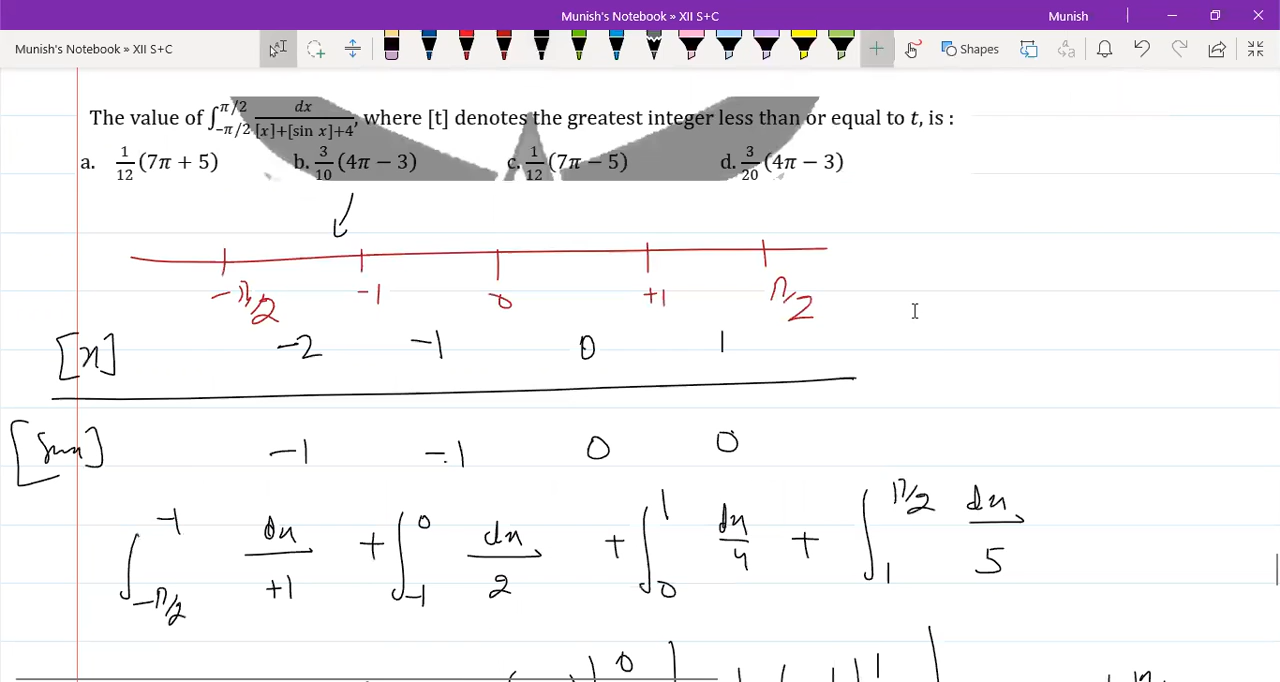 Munish's Notebook » XII S+C
Munish
Munish's Notebook » XII S+C
Shapes
The value of ∫_{-π/2}^{π/2} dx/([x]+[sin x]+4), where [t] denotes the greatest integer less than or equal to t, is :
a. 1/12 (7π + 5) b. 3/10 (4π − 3) c. 1/12 (7π − 5) d. 3/20 (4π − 3)
−π/2 −1 0 +1 π/2
[x] −2 −1 0 1
[sin x] −1 −1 0 0
∫_{−π/2}^{−1} dx/+1 + ∫_{−1}^{0} dx/2 + ∫_{0}^{1} dx/4 + ∫_{1}^{π/2} dx/5